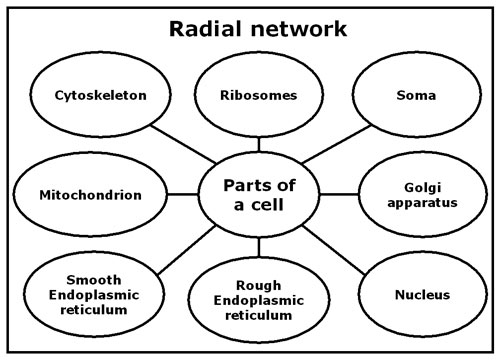 Radial network
Cytoskeleton
Ribosomes
Soma
Mitochondrion
Parts of
a cell
Golgi
apparatus
Smooth
Endoplasmic
reticulum
Rough
Endoplasmic
reticulum
Nucleus